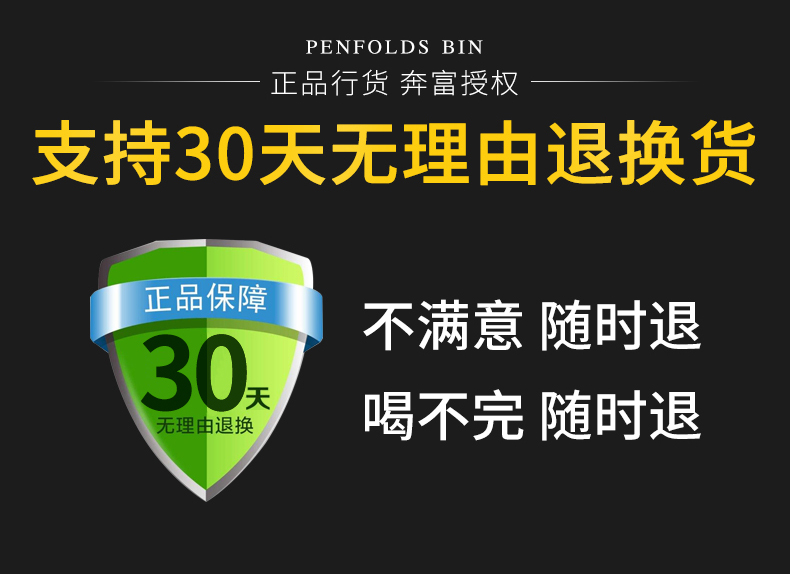 PENFOLDS BIN
正品行货 奔富授权
支持30天无理由退换货
正品保障
30天
无理由退换
不满意 随时退
喝不完 随时退